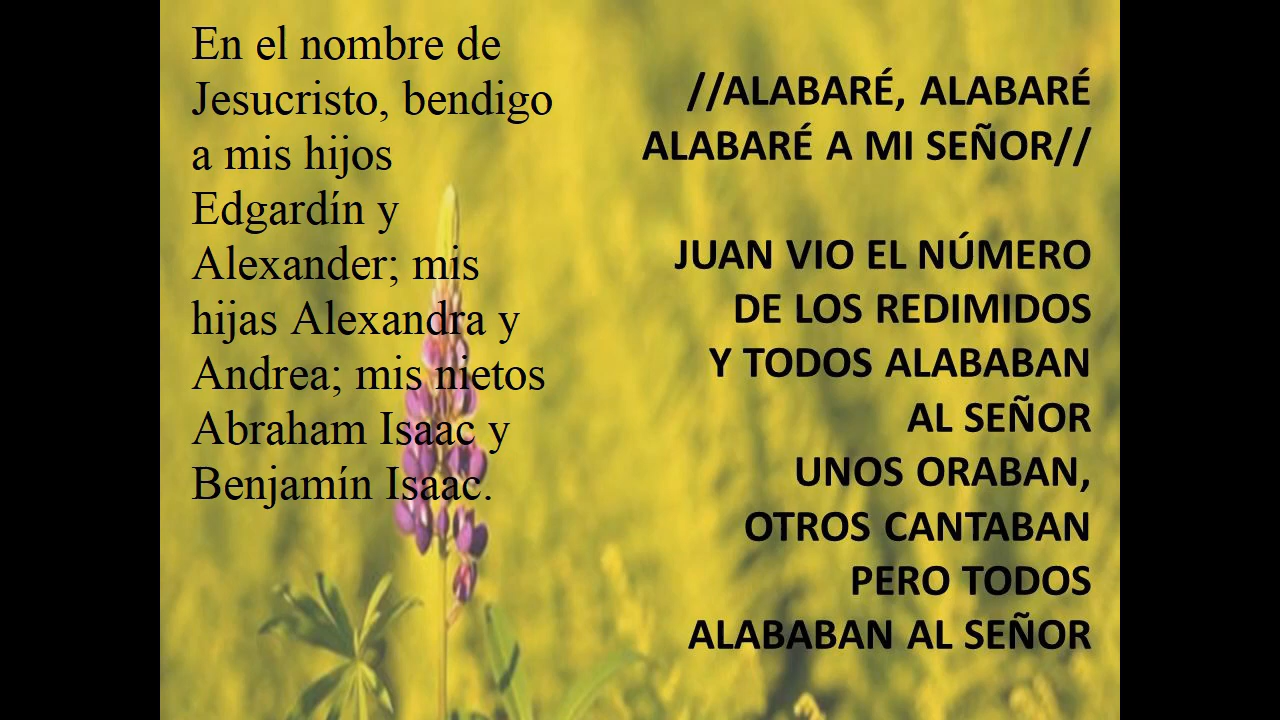 En el nombre de
Jesucristo, bendigo
a mis hijos
Edgardín y
Alexander; mis
hijas Alexandra y
Andrea; mis nietos
Abraham Isaac y
Benjamín Isaac.
//ALABARÉ, ALABARÉ
ALABARÉ A MI SEÑOR//
JUAN VIO EL NÚMERO
DE LOS REDIMIDOS
Y TODOS ALABABAN
AL SEÑOR
UNOS ORABAN,
OTROS CANTABAN
PERO TODOS
ALABABAN AL SEÑOR